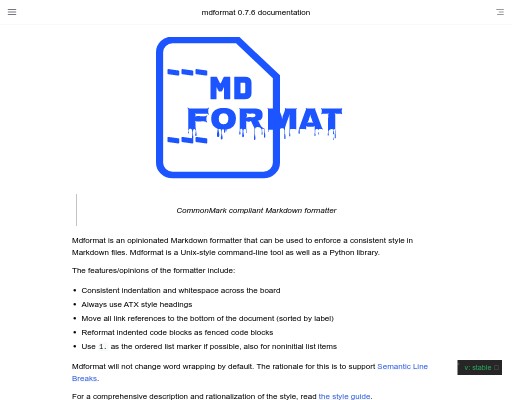 mdformat 0.7.6 documentation
MD
FORMAT
CommonMark compliant Markdown formatter
Mdformat is an opinionated Markdown formatter that can be used to enforce a consistent style in
Markdown files. Mdformat is a Unix-style command-line tool as well as a Python library.
The features/opinions of the formatter include:
• Consistent indentation and whitespace across the board
• Always use ATX style headings
• Move all link references to the bottom of the document (sorted by label)
• Reformat indented code blocks as fenced code blocks
• Use 1. as the ordered list marker if possible, also for noninitial list items
Mdformat will not change word wrapping by default. The rationale for this is to support Semantic Line
Breaks.
v: stable
For a comprehensive description and rationalization of the style, read the style guide.